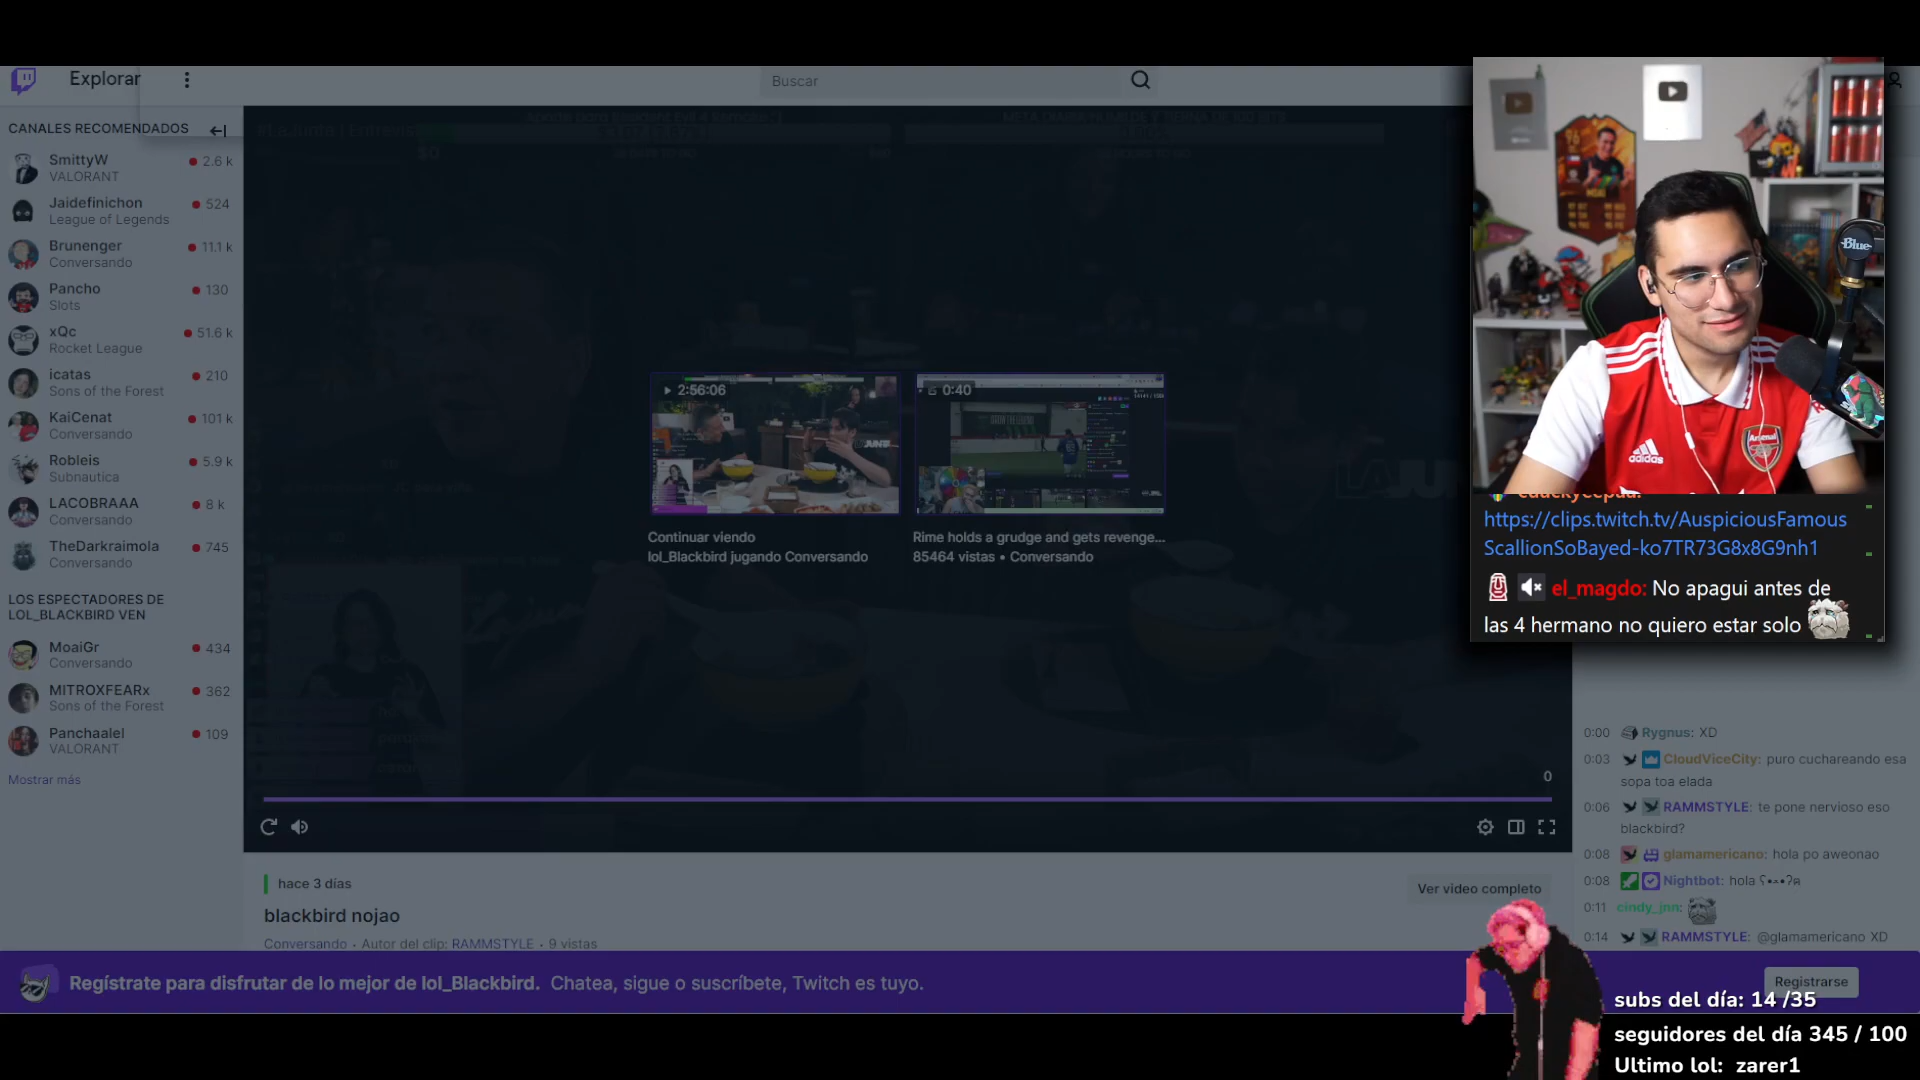 Explorar
Buscar
CANALES RECOMENDADOS
SmittyW
2.6 k
VALORANT
Jaidefinichon
524
League of Legends
Brunenger
11.1 k
Conversando
Pancho
130
Slots
xQc
51.6 k
Rocket League
icatas
210
Sons of the Forest
KaiCenat
101 k
Conversando
Robleis
5.9 k
Subnautica
LACOBRAAA
8 k
Conversando
TheDarkraimola
745
Conversando
LOS ESPECTADORES DE
LOL_BLACKBIRD VEN
MoaiGr
434
Conversando
MITROXFEARx
362
Sons of the Forest
Panchaalel
109
VALORANT
Mostrar más
2:56:06
Continuar viendo
lol_Blackbird jugando Conversando
0:40
Rime holds a grudge and gets revenge...
85464 vistas • Conversando
0
hace 3 días
Ver video completo
blackbird nojao
Conversando • Autor del clip: RAMMSTYLE • 9 vistas
Blue
adidas
Arsenal
https://clips.twitch.tv/AuspiciousFamous
ScallionSoBayed-ko7TR73G8x8G9nh1
el_magdo: No apagui antes de
las 4 hermano no quiero estar solo
0:00 Rygnus: XD
0:03 CloudViceCity: puro cuchareando esa
sopa toa elada
0:06 RAMMSTYLE: te pone nervioso eso
blackbird?
0:08 glamamericano: hola po aweonao
0:08 Nightbot: hola ʕ•ᴥ•ʔฅ
0:11 cindy_jnn:
0:14 RAMMSTYLE: @glamamericano XD
Regístrate para disfrutar de lo mejor de lol_Blackbird. Chatea, sigue o suscríbete, Twitch es tuyo.
Registrarse
subs del día: 14 /35
seguidores del día 345 / 100
Ultimo lol: zarer1